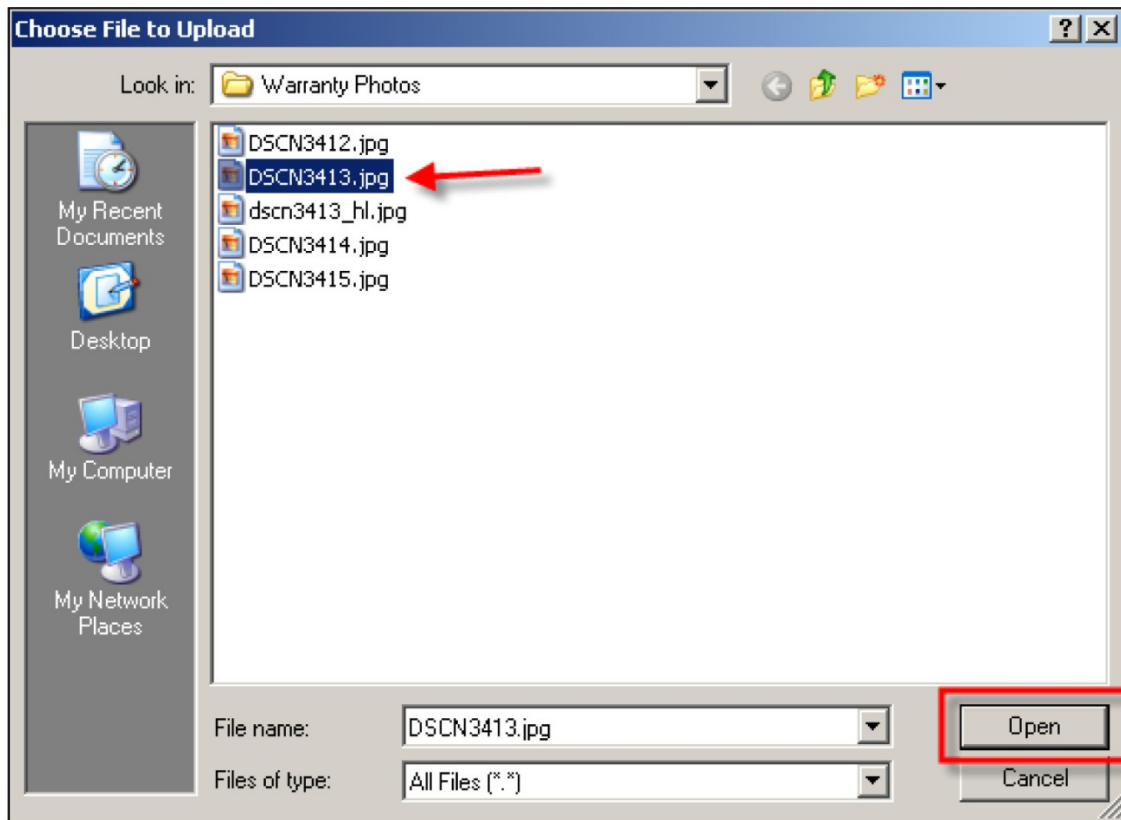 Choose File to Upload
Look in: Warranty Photos
My Recent
Documents
Desktop
My Computer
My Network
Places
DSCN3412.jpg
DSCN3413.jpg
dscn3413_hl.jpg
DSCN3414.jpg
DSCN3415.jpg
File name: DSCN3413.jpg Open
Files of type: All Files (*.*) Cancel